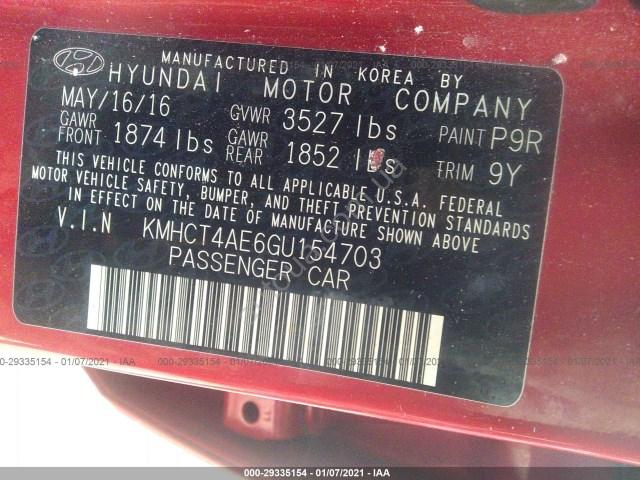 MANUFACTURED IN KOREA BY
HYUNDAI MOTOR COMPANY
MAY/16/16 GVWR 3527 lbs PAINT P9R
GAWR FRONT 1874 lbs GAWR REAR 1852 lbs TRIM 9Y
THIS VEHICLE CONFORMS TO ALL APPLICABLE U.S.A. FEDERAL
MOTOR VEHICLE SAFETY, BUMPER, AND THEFT PREVENTION STANDARDS
IN EFFECT ON THE DATE OF MANUFACTURE SHOWN ABOVE
V.I.N KMHCT4AE6GU154703
PASSENGER CAR
000-29335154 - 01/07/2021 - IAA
000-29335154 - 01/07/2021 - IAA